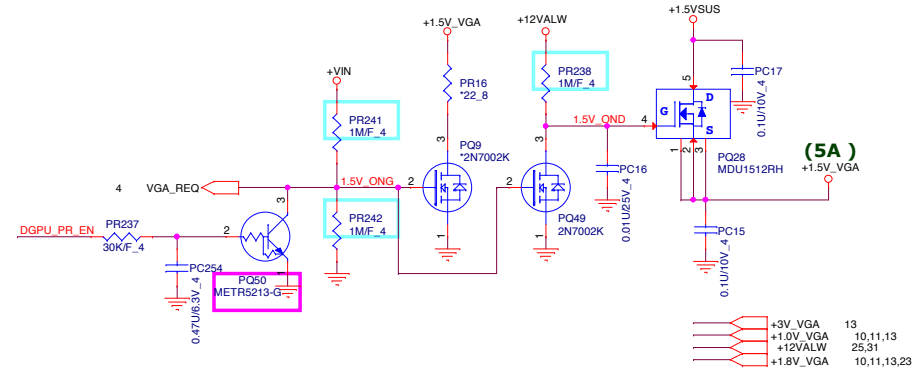 +1.5V_VGA
+12VALW
+1.5VSUS
+VIN
PR16
*22_8
PR238
1M/F_4
PC17
0.1U/10V_4
5
D
G
S
4
1
2
3
PQ28
MDU1512RH
(5A )
+1.5V_VGA
PR241
1M/F_4
3
PQ9
*2N7002K
2
1
3
1.5V_OND
PC16
0.01U/25V_4
2
PQ49
2N7002K
1
4
VGA_REQ
1.5V_ONG
3
PR237
DGPU_PR_EN
30K/F_4
2
1
PR242
1M/F_4
PC15
0.1U/10V_4
PC254
0.47U/6.3V_4
PQ50
METR5213-G
+3V_VGA 13
+1.0V_VGA 10,11,13
+12VALW 25,31
+1.8V_VGA 10,11,13,23